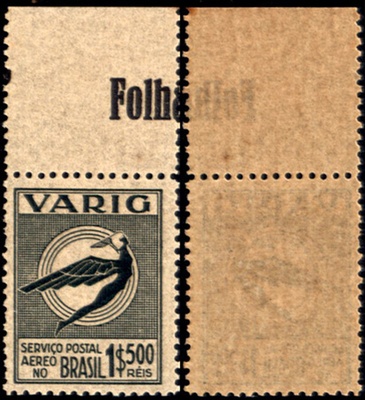 Folha
VARIG
SERVIÇO POSTAL
AEREO
NO BRASIL 1$500
RÉIS